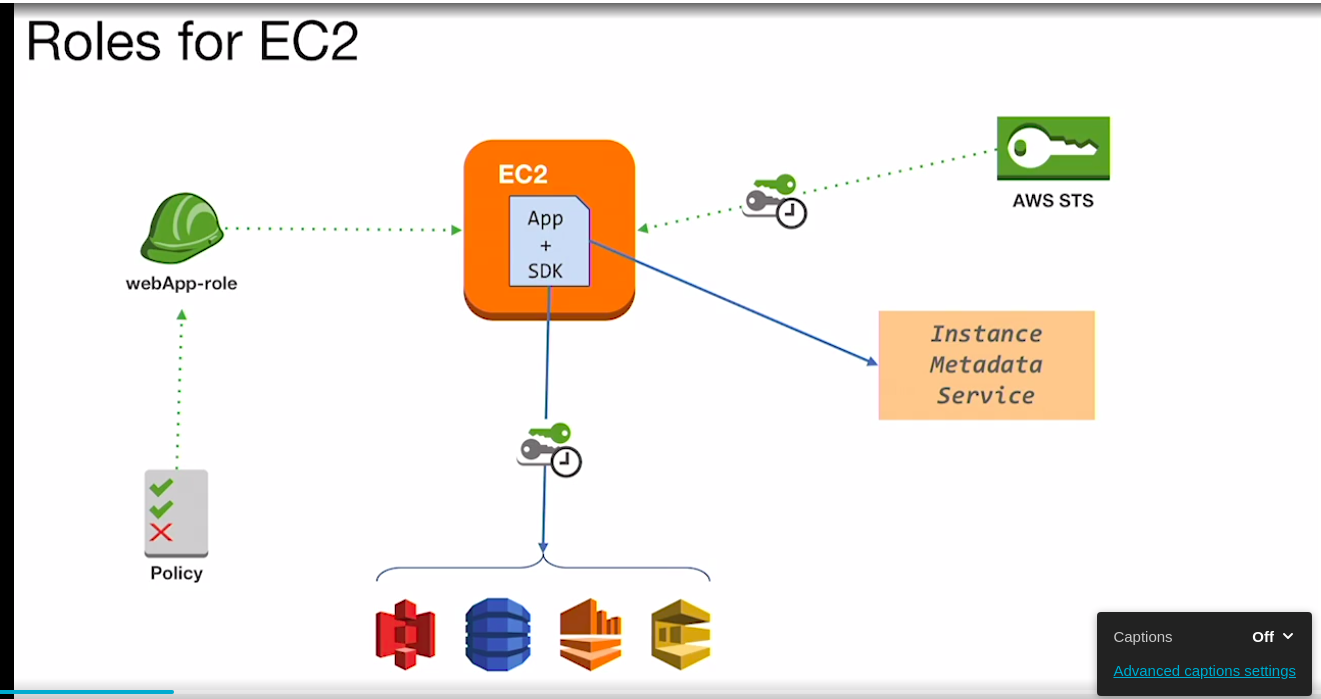 Roles for EC2
EC2
App
+
SDK
AWS STS
webApp-role
Instance
Metadata
Service
Policy
Captions
Off
Advanced captions settings